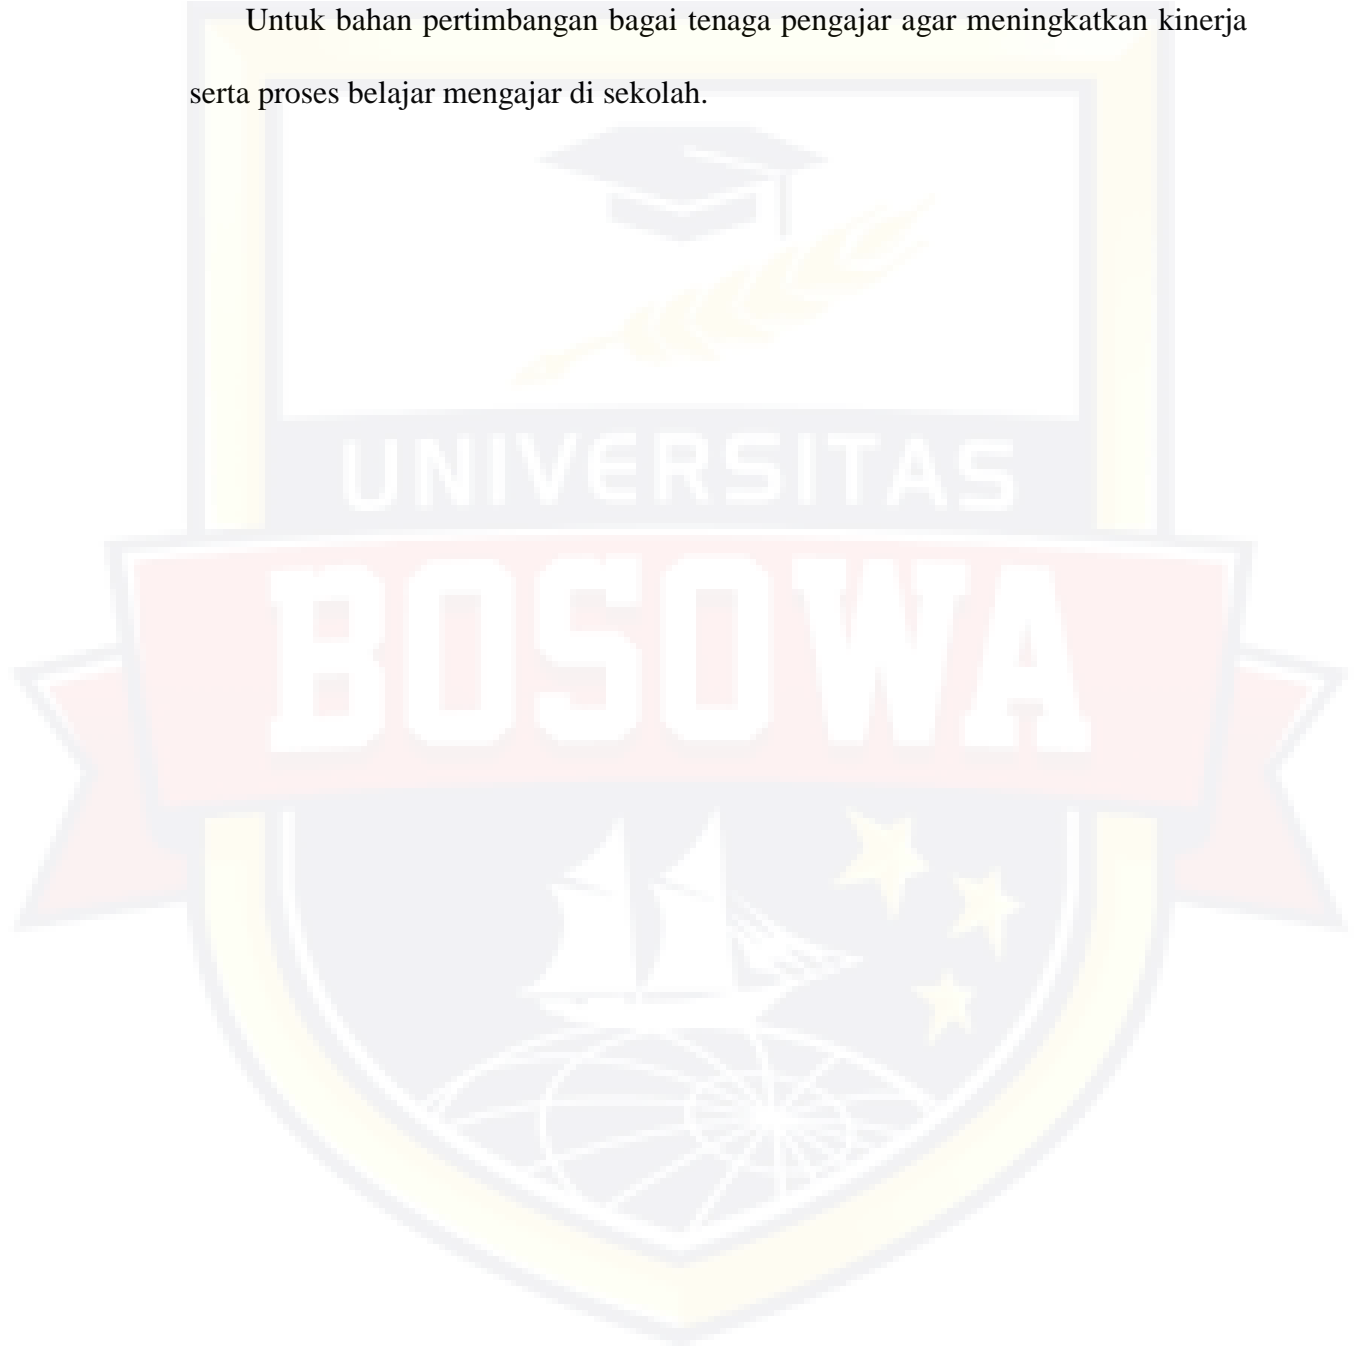 Untuk bahan pertimbangan bagai tenaga pengajar agar meningkatkan kinerja
serta proses belajar mengajar di sekolah.
UNIVERSITAS
BOSOWA